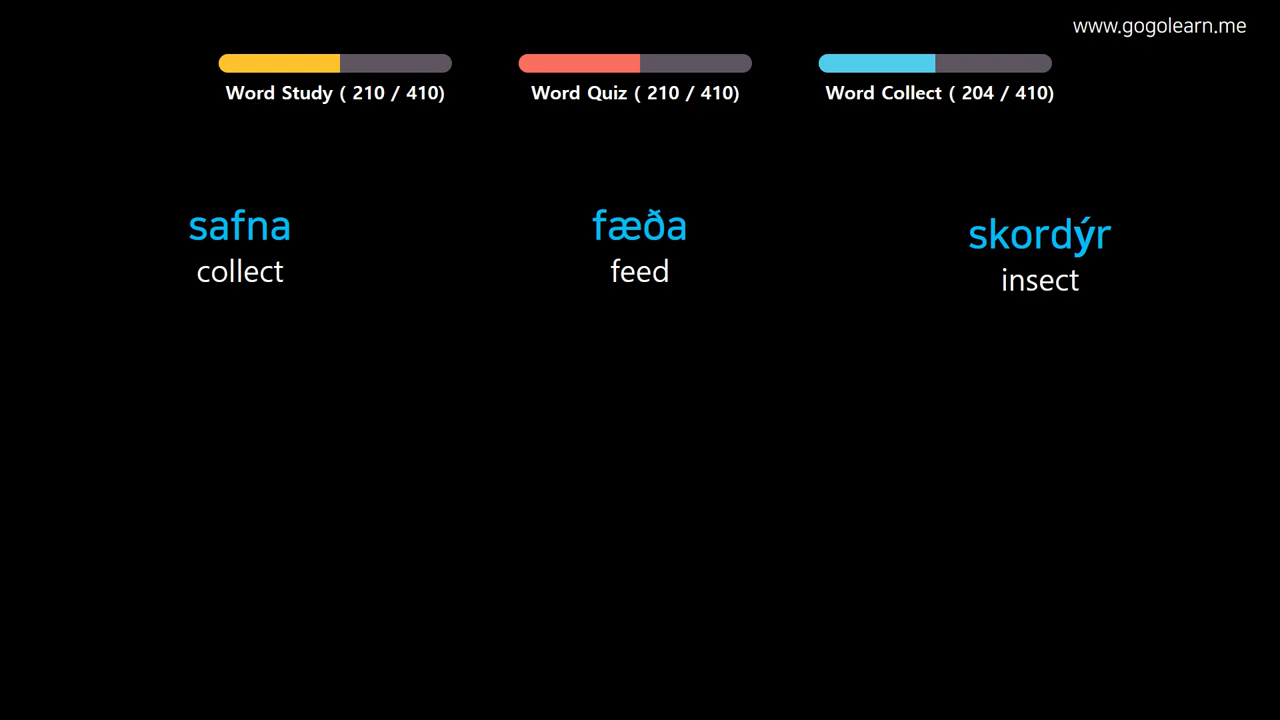 www.gogolearn.me
Word Study ( 210 / 410)
Word Quiz ( 210 / 410)
Word Collect ( 204 / 410)
safna
collect
fæða
feed
skordýr
insect